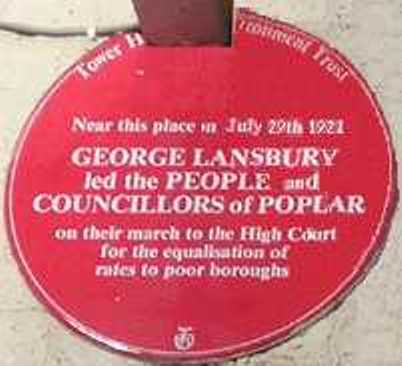 Tower H ronment Trust
Near this place on July 29th 1921
GEORGE LANSBURY
led the PEOPLE and
COUNCILLORS of POPLAR
on their march to the High Court
for the equalisation of
rates to poor boroughs